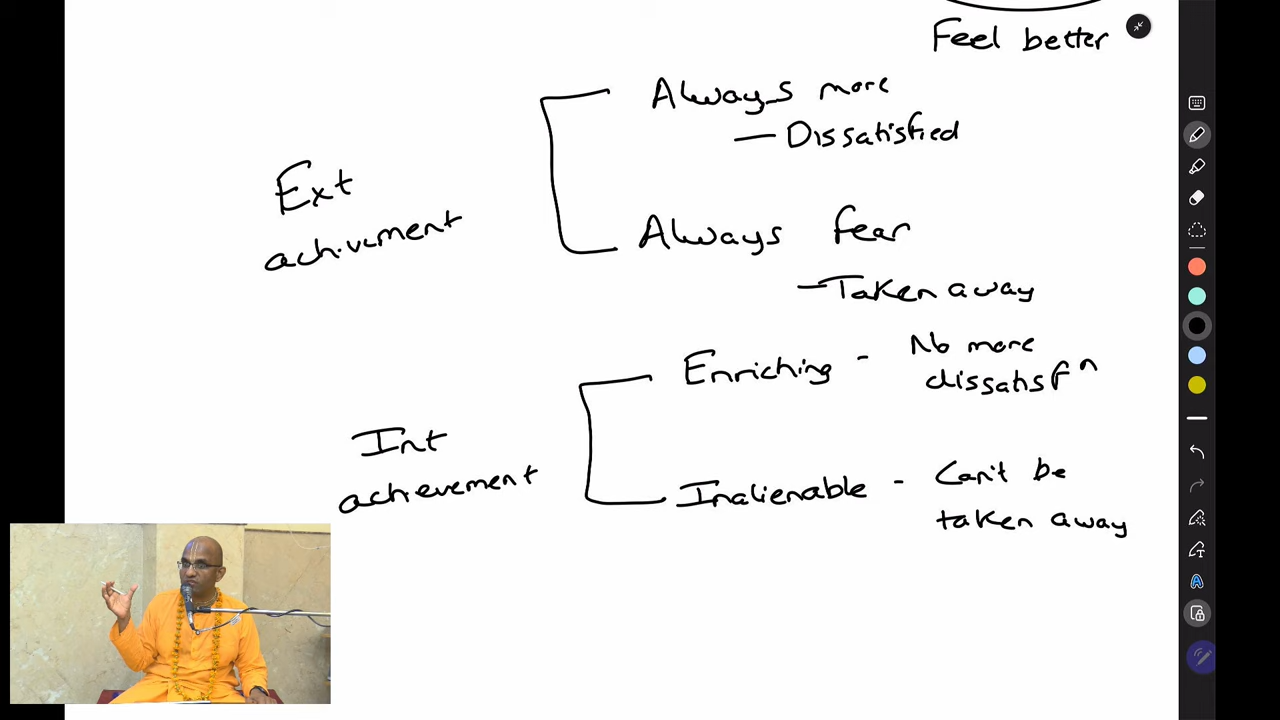 Feel better
Always more
— Dissatisfied
Ext
achivement
Always fear
— Taken away
Enriching - No more
dissatisfn
Int
achievement
Inalienable - Can't be
taken away